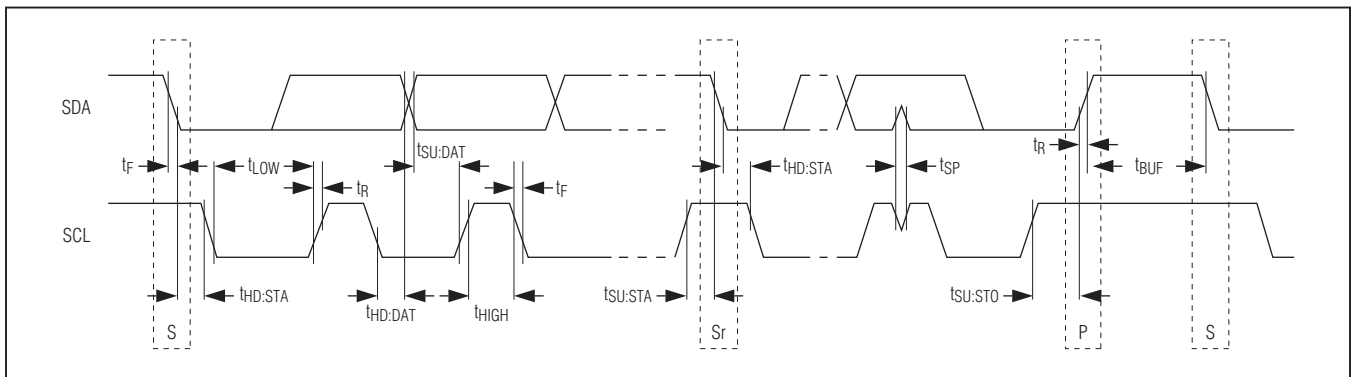 SDA
tSU:DAT
tF
tLOW
tR
tF
tHD:STA
tSP
tR
tBUF
SCL
tHD:STA
tHD:DAT
tHIGH
tSU:STA
tSU:STO
S
Sr
P
S